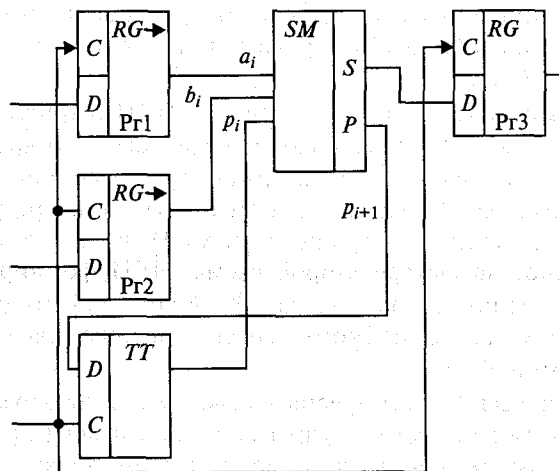 C
RG
D
Pr1
a_i
b_i
p_i
SM
S
P
C
RG
D
Pr3
p_{i+1}
C
RG
D
Pr2
D
TT
C